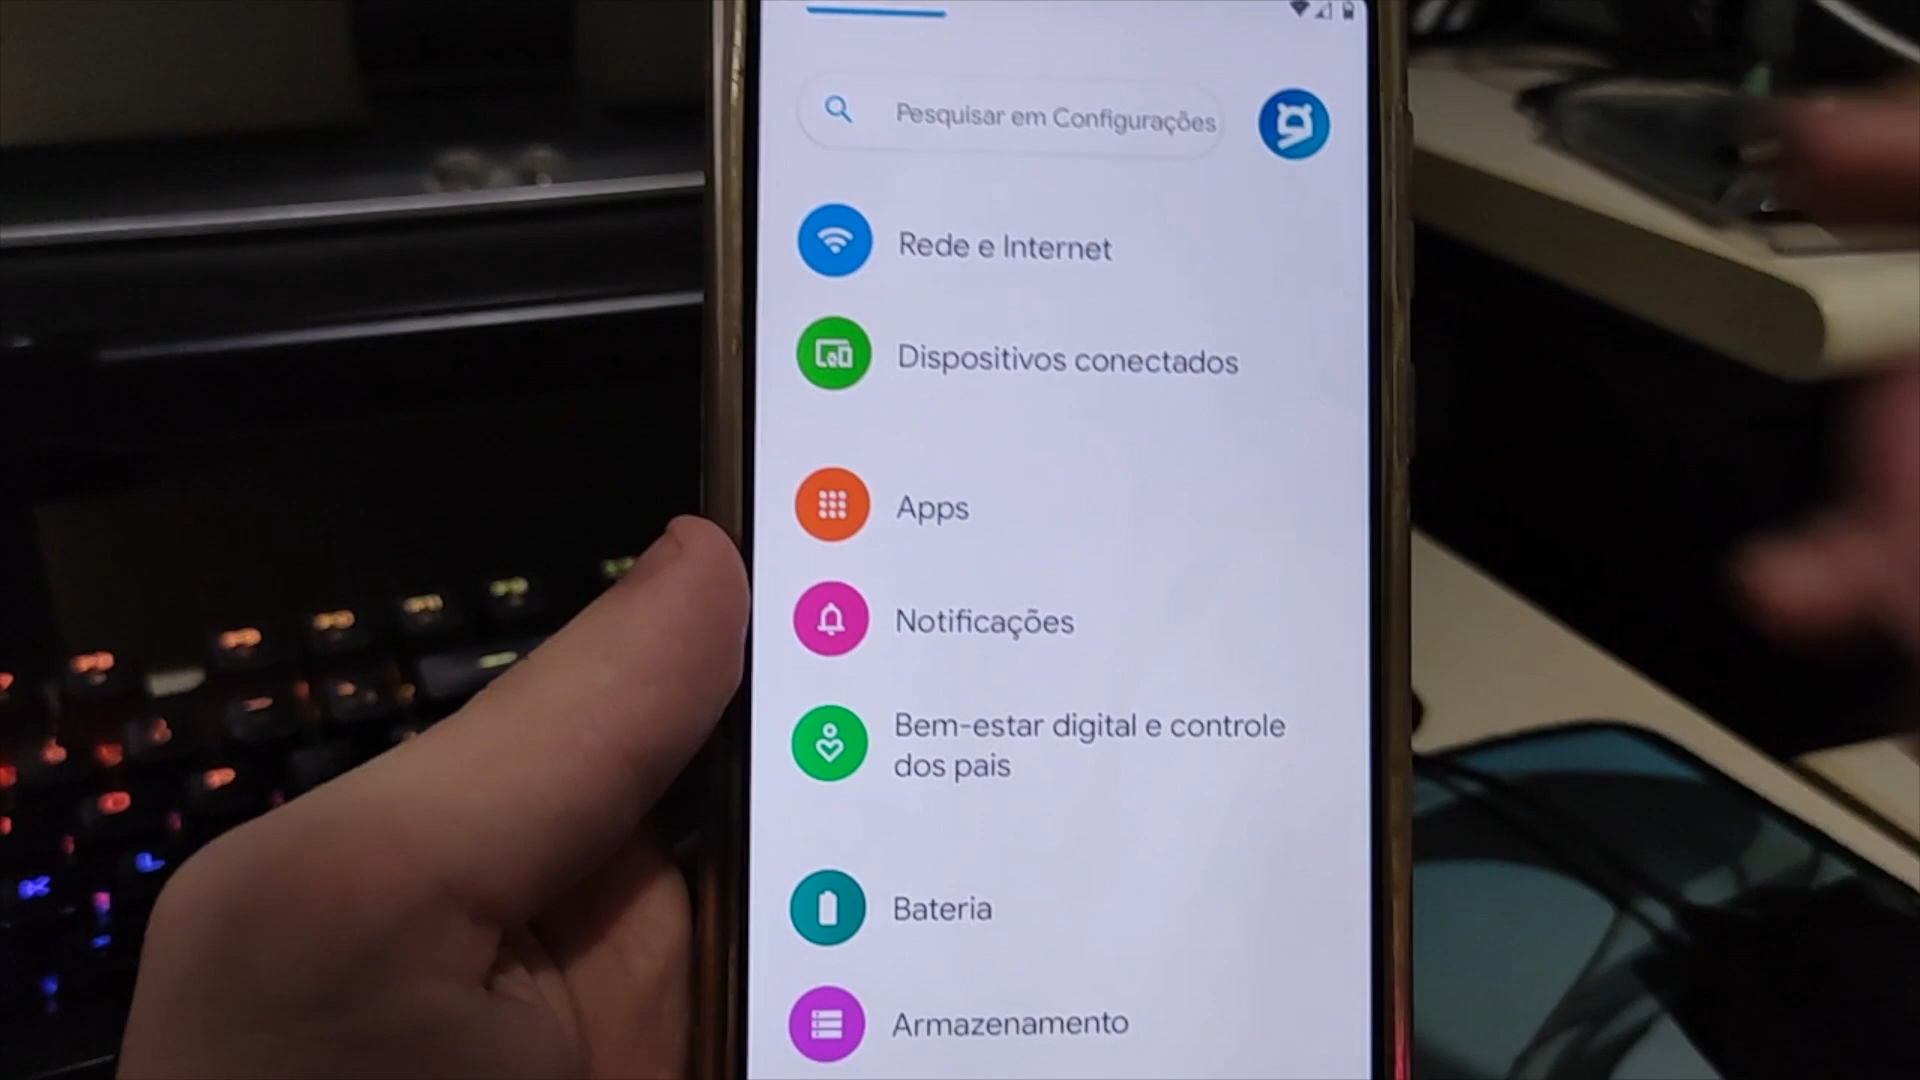 Pesquisar em Configurações
Rede e Internet
Dispositivos conectados
Apps
Notificações
Bem-estar digital e controle
dos pais
Bateria
Armazenamento